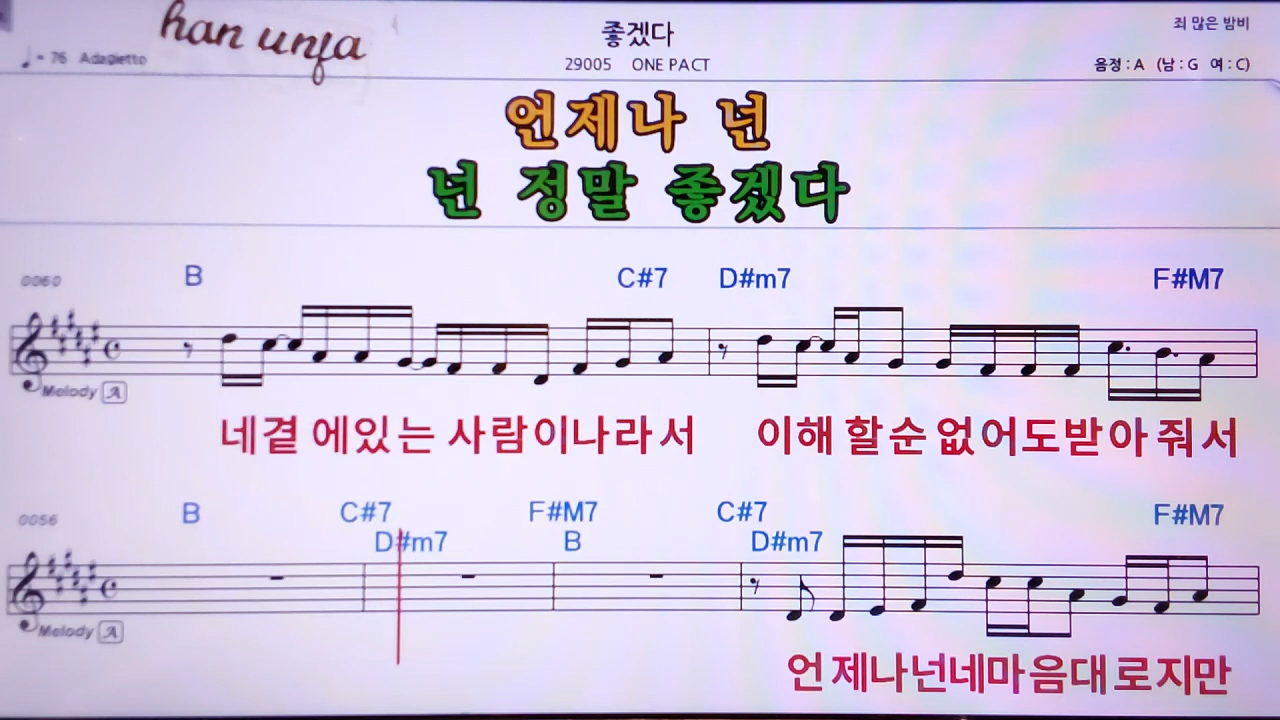 han unja
좋겠다
죄 많은 밤비
♩= 76 Adagietto
29005 ONE PACT
음정 : A (남 : G 여 : C)
언제나 넌
넌 정말 좋겠다
0060 B C#7 D#m7 F#M7
Melody A
네곁 에있는 사람이나라서 이해 할순 없어도받아 줘서
0056 B C#7 F#M7 C#7 F#M7
D#m7 B D#m7
Melody A
언제나넌네마음대로지만